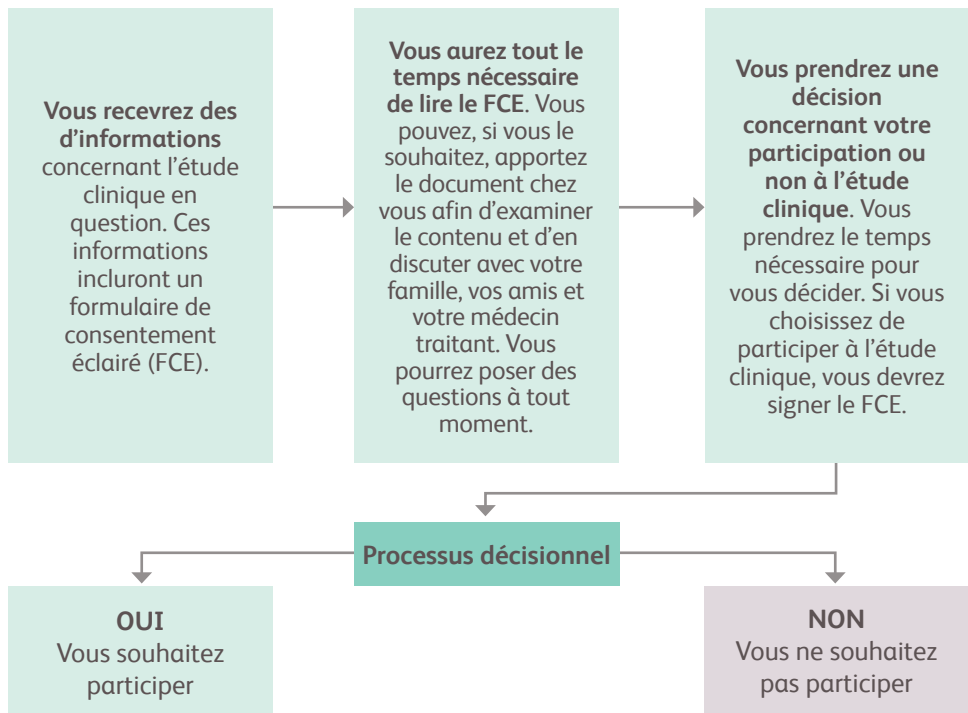 Vous recevrez des
d’informations
concernant l’étude
clinique en
question. Ces
informations
incluront un
formulaire de
consentement
éclairé (FCE).
Vous aurez tout le
temps nécessaire
de lire le FCE. Vous
pouvez, si vous le
souhaitez, apportez
le document chez
vous afin d’examiner
le contenu et d’en
discuter avec votre
famille, vos amis et
votre médecin
traitant. Vous
pourrez poser des
questions à tout
moment.
Vous prendrez une
décision
concernant votre
participation ou
non à l’étude
clinique. Vous
prendrez le temps
nécessaire pour
vous décider. Si vous
choisissez de
participer à l’étude
clinique, vous devrez
signer le FCE.
Processus décisionnel
OUI
Vous souhaitez
participer
NON
Vous ne souhaitez
pas participer